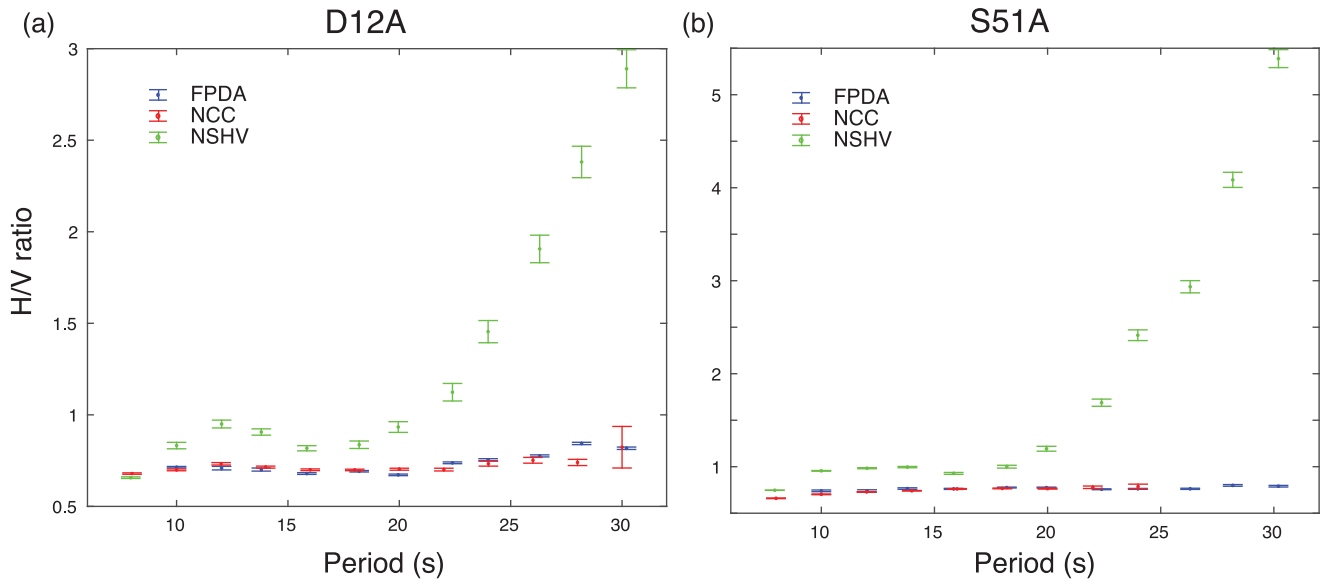 (a)
D12A
3
2.5
2
1.5
1
0.5
H/V ratio
FPDA
NCC
NSHV
10 15 20 25 30
Period (s)
(b)
S51A
5
4
3
2
1
FPDA
NCC
NSHV
10 15 20 25 30
Period (s)